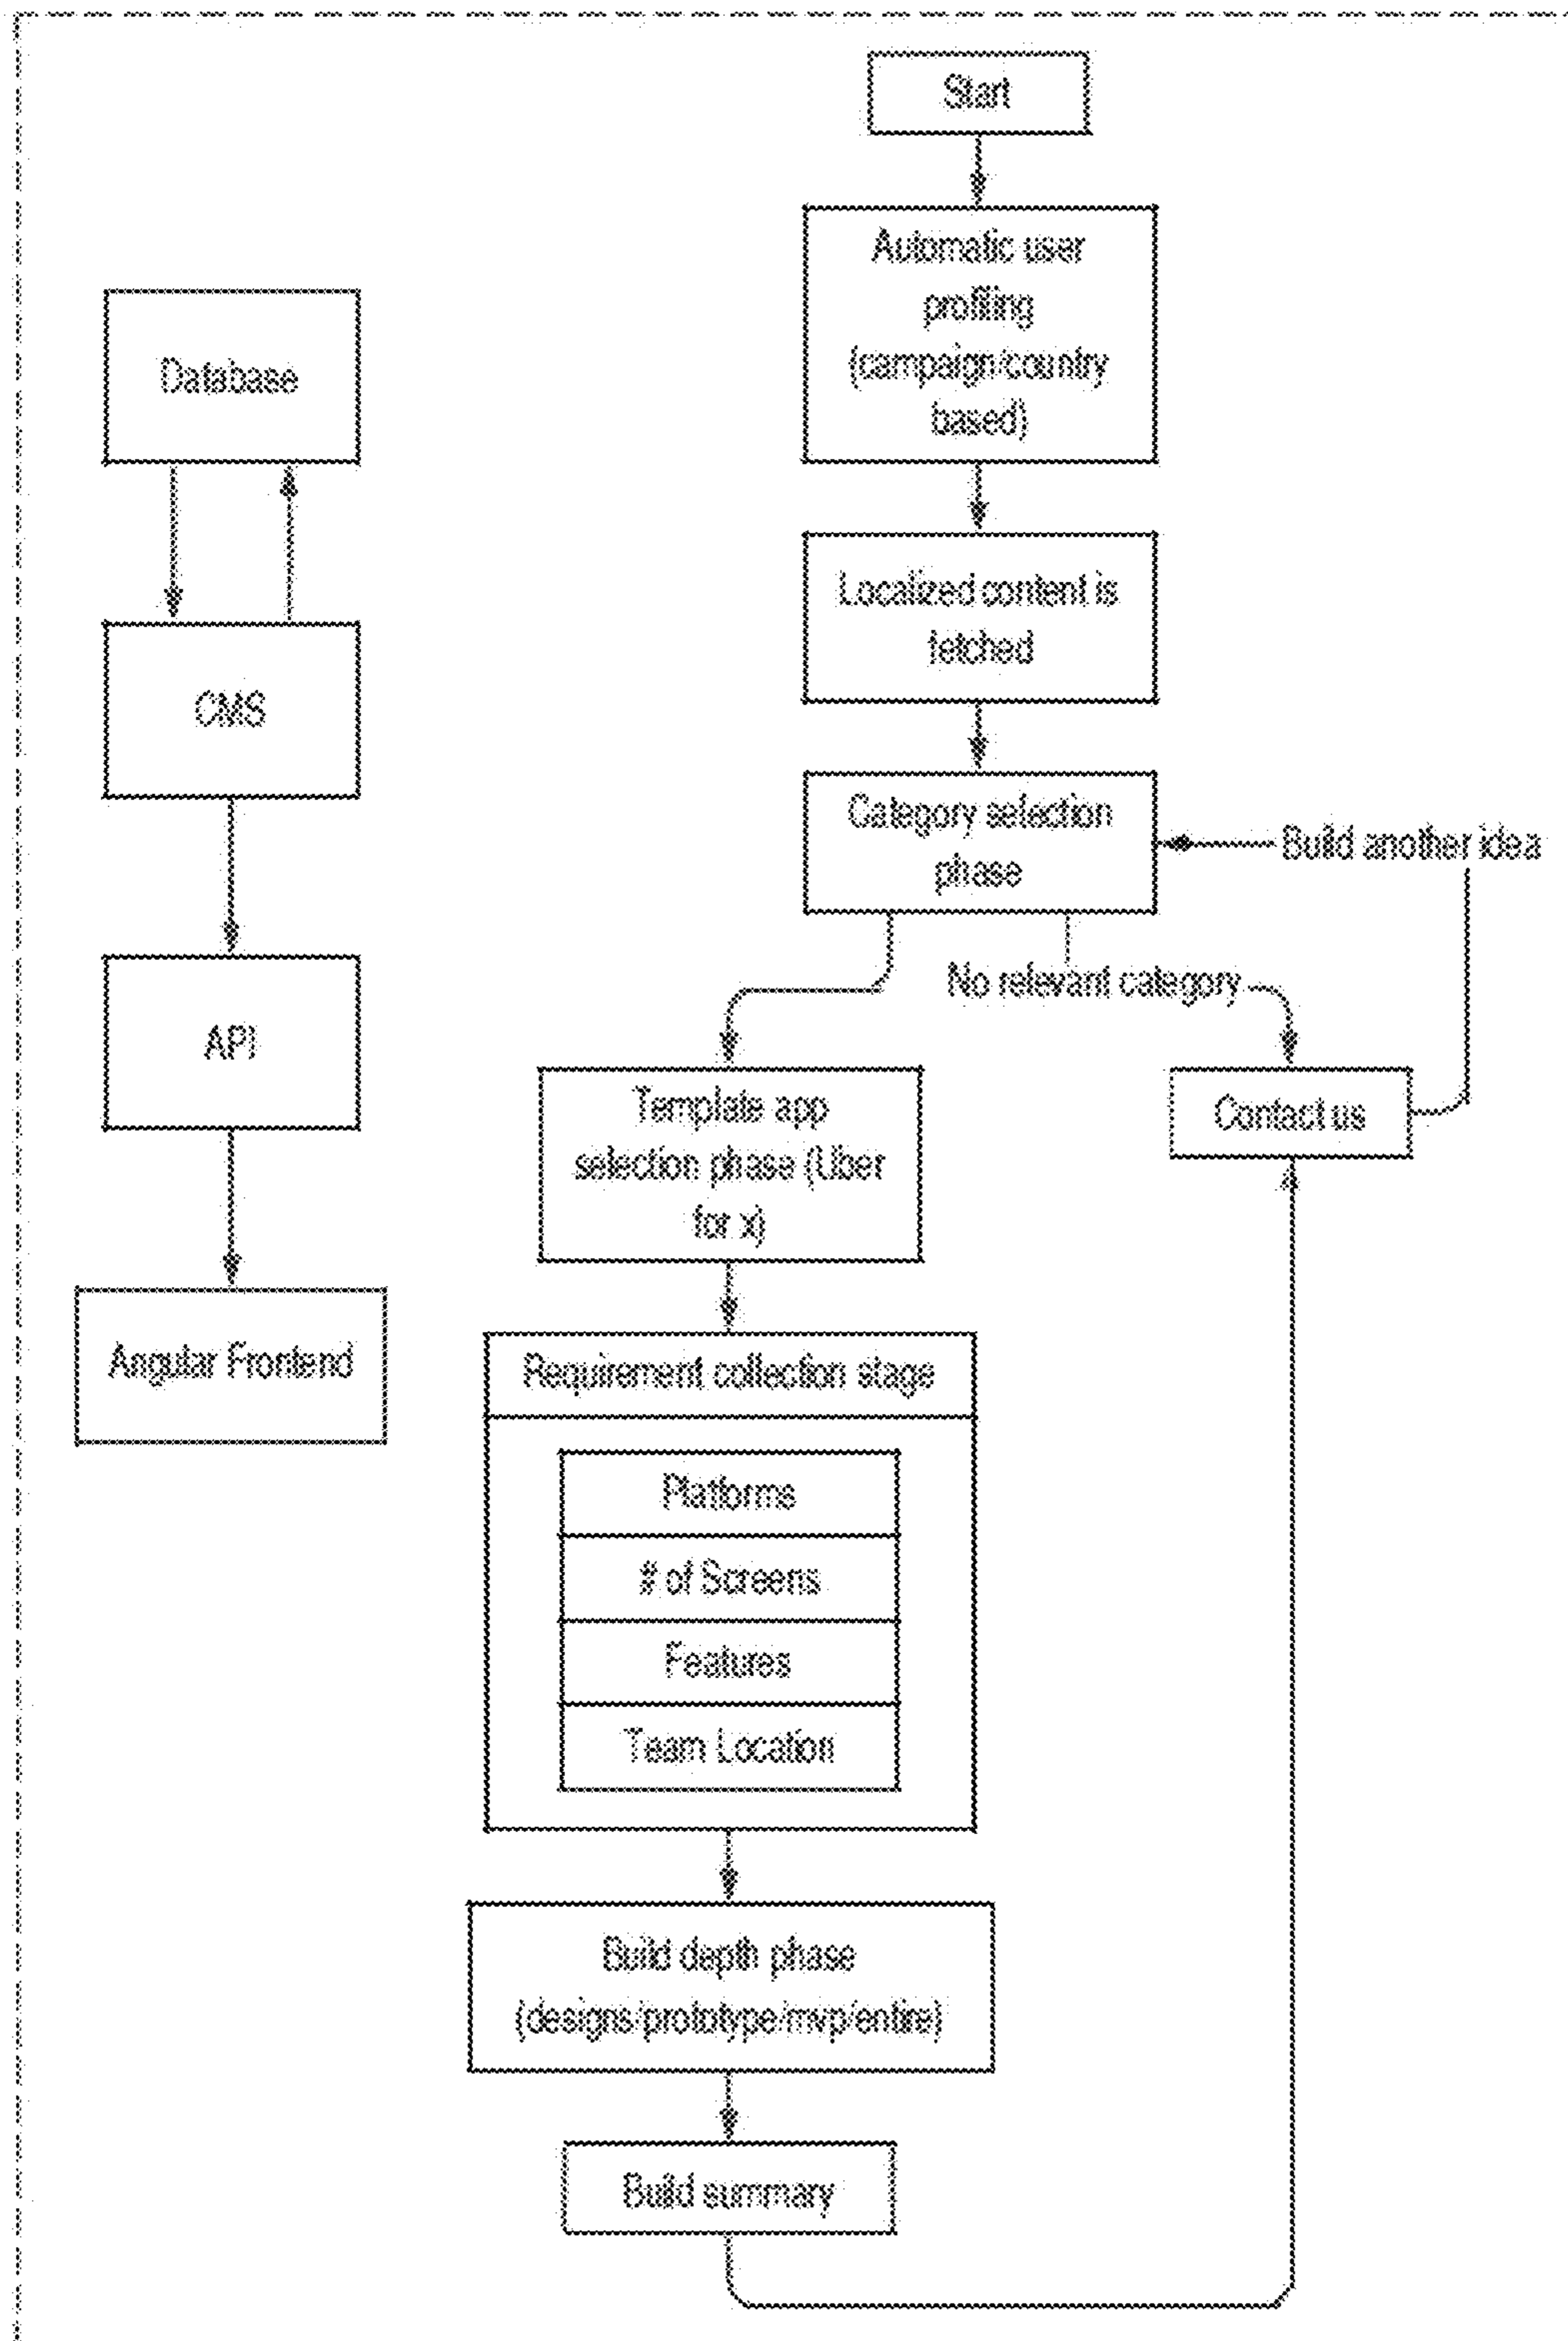 Start
Automatic user
profiling
(campaign/country
based)
Database
Localized content is
fetched
CMS
Category selection
phase
Build another idea
No relevant category
API
Template app
selection phase (Uber
for x)
Contact us
Angular Frontend
Requirement collection stage
Platforms
# of Screens
Features
Team Location
Build depth phase
(designs/prototype/mvp/entire)
Build summary